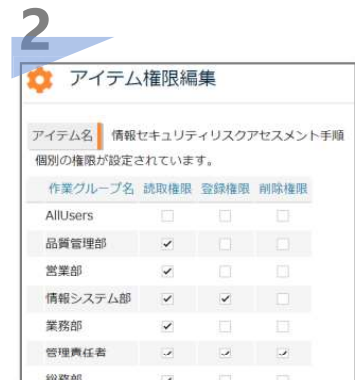 2
アイテム権限編集
アイテム名 情報セキュリティリスクアセスメント手順
個別の権限が設定されています。
作業グループ名 読取権限 登録権限 削除権限
AllUsers
品質管理部
営業部
情報システム部
業務部
管理責任者
総務部